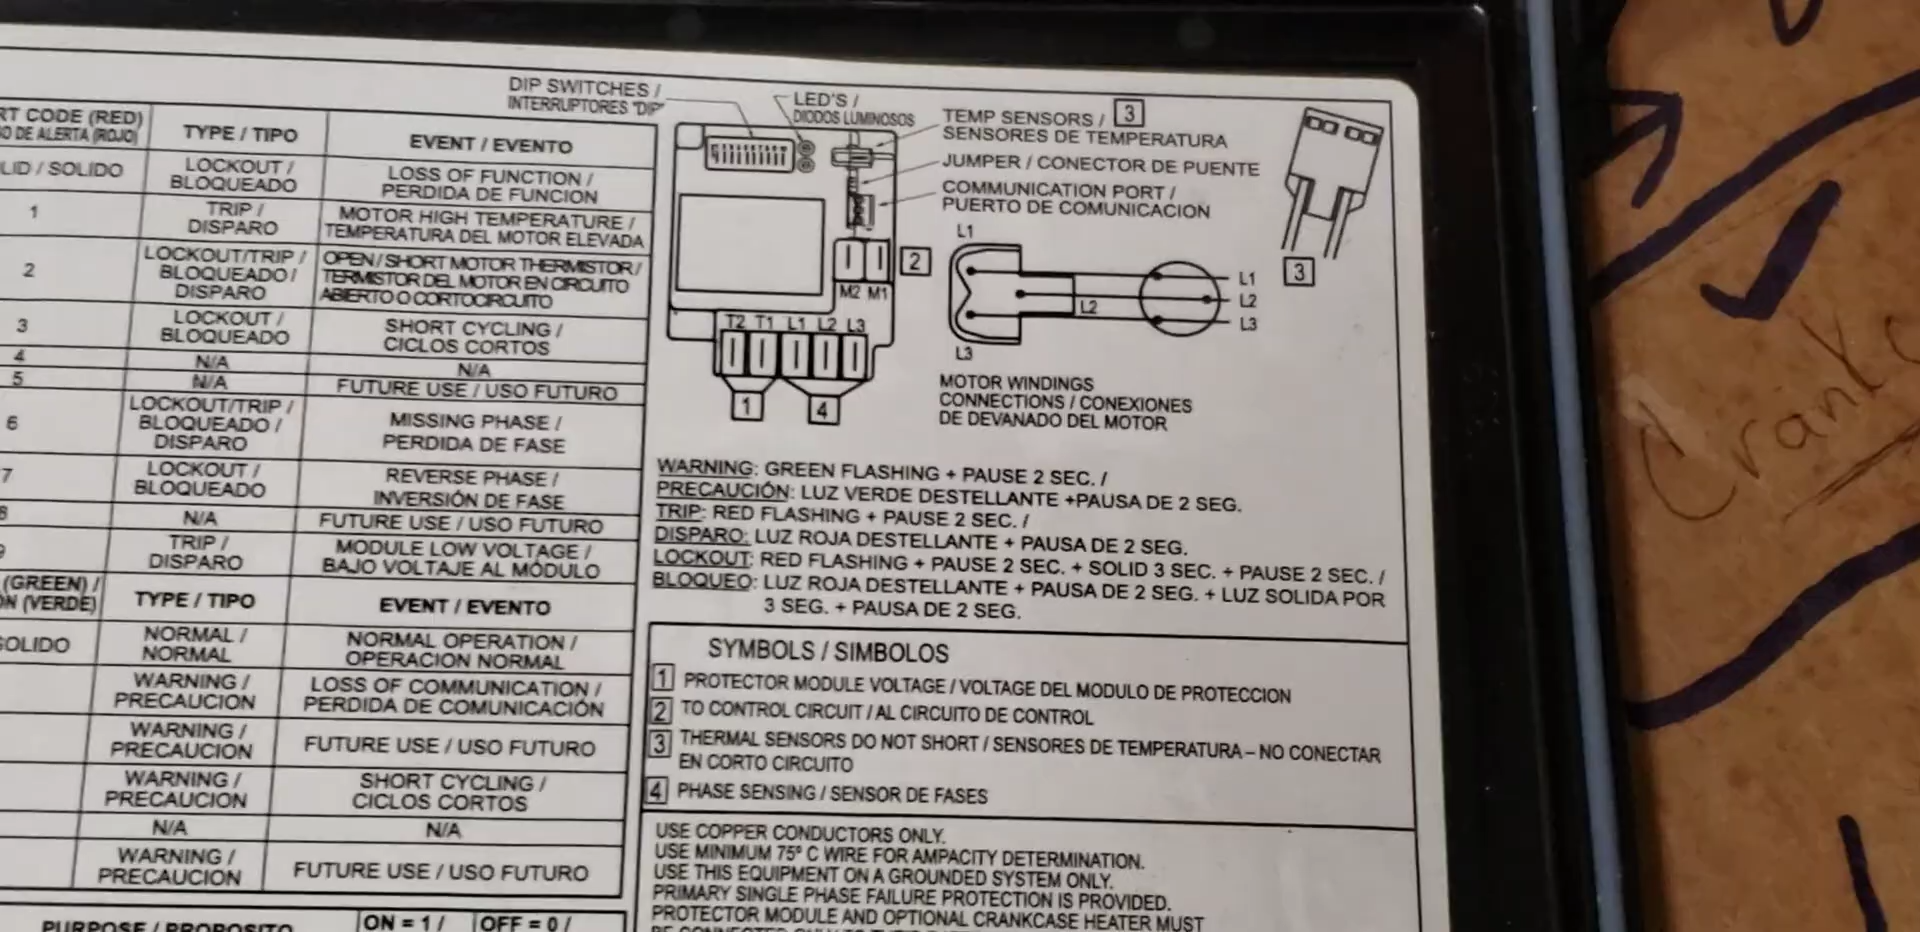 DIP SWITCHES /
INTERRUPTORES "DIP"
LED'S /
DIODOS LUMINOSOS
TEMP SENSORS / 3
SENSORES DE TEMPERATURA
JUMPER / CONECTOR DE PUENTE
COMMUNICATION PORT /
PUERTO DE COMUNICACION
RT CODE (RED)
O DE ALERTA (ROJO)
TYPE / TIPO
EVENT / EVENTO
LID / SOLIDO
LOCKOUT /
BLOQUEADO
LOSS OF FUNCTION /
PERDIDA DE FUNCION
1
TRIP /
DISPARO
MOTOR HIGH TEMPERATURE /
TEMPERATURA DEL MOTOR ELEVADA
2
LOCKOUT/TRIP /
BLOQUEADO /
DISPARO
OPEN/SHORT MOTOR THERMISTOR /
TERMISTOR DEL MOTOR EN CIRCUITO
ABIERTO O CORTOCIRCUITO
3
LOCKOUT /
BLOQUEADO
SHORT CYCLING /
CICLOS CORTOS
4
N/A
N/A
5
N/A
FUTURE USE / USO FUTURO
6
LOCKOUT/TRIP /
BLOQUEADO /
DISPARO
MISSING PHASE /
PERDIDA DE FASE
7
LOCKOUT /
BLOQUEADO
REVERSE PHASE /
INVERSIÓN DE FASE
8
N/A
FUTURE USE / USO FUTURO
9
TRIP /
DISPARO
MODULE LOW VOLTAGE /
BAJO VOLTAJE AL MÓDULO
(GREEN) /
N (VERDE)
TYPE / TIPO
EVENT / EVENTO
SOLIDO
NORMAL /
NORMAL
NORMAL OPERATION /
OPERACION NORMAL
WARNING /
PRECAUCION
LOSS OF COMMUNICATION /
PERDIDA DE COMUNICACIÓN
WARNING /
PRECAUCION
FUTURE USE / USO FUTURO
WARNING /
PRECAUCION
SHORT CYCLING /
CICLOS CORTOS
N/A
N/A
WARNING /
PRECAUCION
FUTURE USE / USO FUTURO
PURPOSE / PROPOSITO
ON = 1 /
OFF = 0 /
2
M2 M1
T2 T1 L1 L2 L3
1
4
L1
L2
L3
L1
L2
L3
3
MOTOR WINDINGS
CONNECTIONS / CONEXIONES
DE DEVANADO DEL MOTOR
WARNING: GREEN FLASHING + PAUSE 2 SEC. /
PRECAUCIÓN: LUZ VERDE DESTELLANTE +PAUSA DE 2 SEG.
TRIP: RED FLASHING + PAUSE 2 SEC. /
DISPARO: LUZ ROJA DESTELLANTE + PAUSA DE 2 SEG.
LOCKOUT: RED FLASHING + PAUSE 2 SEC. + SOLID 3 SEC. + PAUSE 2 SEC. /
BLOQUEO: LUZ ROJA DESTELLANTE + PAUSA DE 2 SEG. + LUZ SOLIDA POR
3 SEG. + PAUSA DE 2 SEG.
SYMBOLS / SIMBOLOS
1 PROTECTOR MODULE VOLTAGE / VOLTAGE DEL MODULO DE PROTECCION
2 TO CONTROL CIRCUIT / AL CIRCUITO DE CONTROL
3 THERMAL SENSORS DO NOT SHORT / SENSORES DE TEMPERATURA – NO CONECTAR
EN CORTO CIRCUITO
4 PHASE SENSING / SENSOR DE FASES
USE COPPER CONDUCTORS ONLY.
USE MINIMUM 75º C WIRE FOR AMPACITY DETERMINATION.
USE THIS EQUIPMENT ON A GROUNDED SYSTEM ONLY.
PRIMARY SINGLE PHASE FAILURE PROTECTION IS PROVIDED.
PROTECTOR MODULE AND OPTIONAL CRANKCASE HEATER MUST